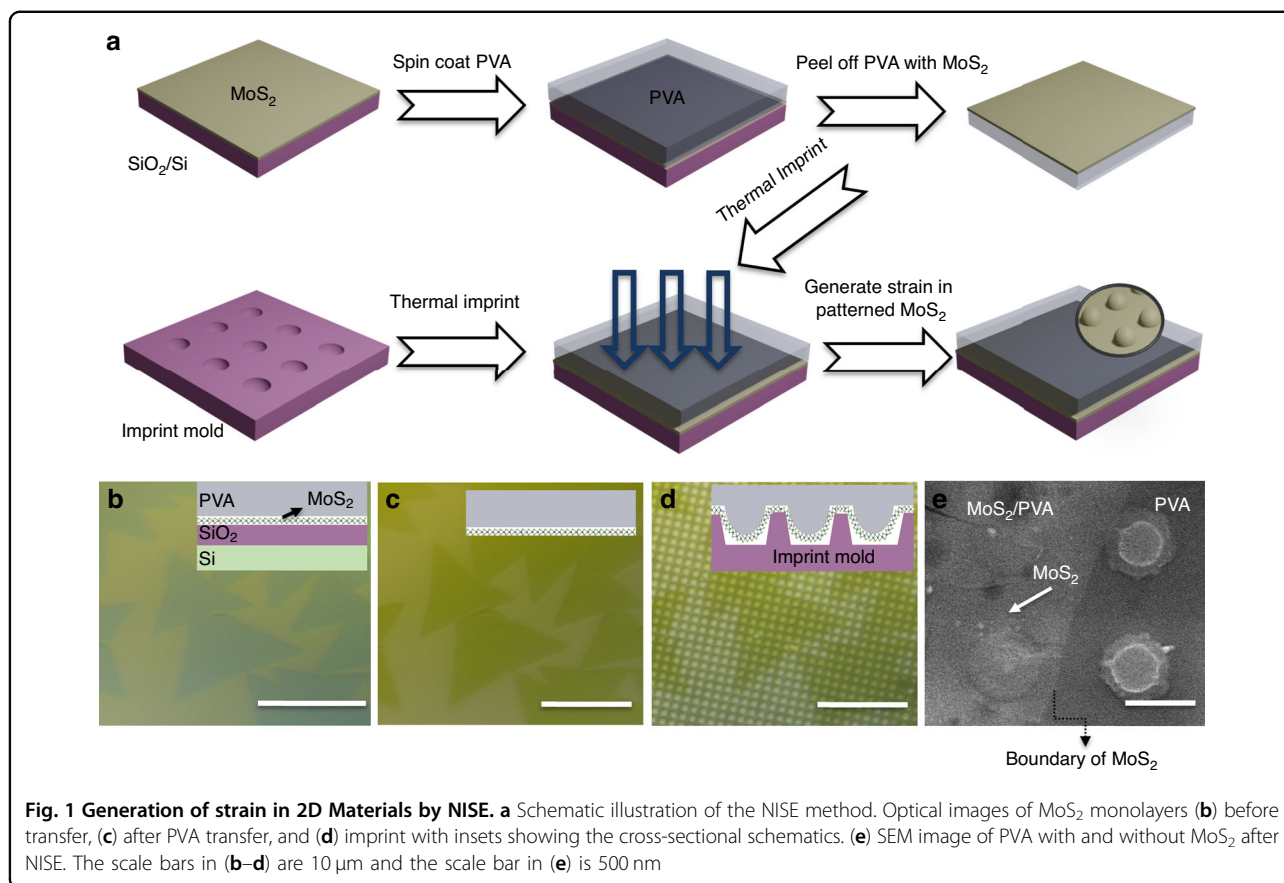 a
Spin coat PVA
Peel off PVA with MoS₂
MoS₂
PVA
SiO₂/Si
Thermal Imprint
Thermal imprint
Generate strain in
patterned MoS₂
Imprint mold
b
PVA
MoS₂
SiO₂
Si
c
d
Imprint mold
e
MoS₂/PVA
PVA
MoS₂
Boundary of MoS₂
Fig. 1 Generation of strain in 2D Materials by NISE. a Schematic illustration of the NISE method. Optical images of MoS₂ monolayers (b) before
transfer, (c) after PVA transfer, and (d) imprint with insets showing the cross-sectional schematics. (e) SEM image of PVA with and without MoS₂ after
NISE. The scale bars in (b–d) are 10 µm and the scale bar in (e) is 500 nm